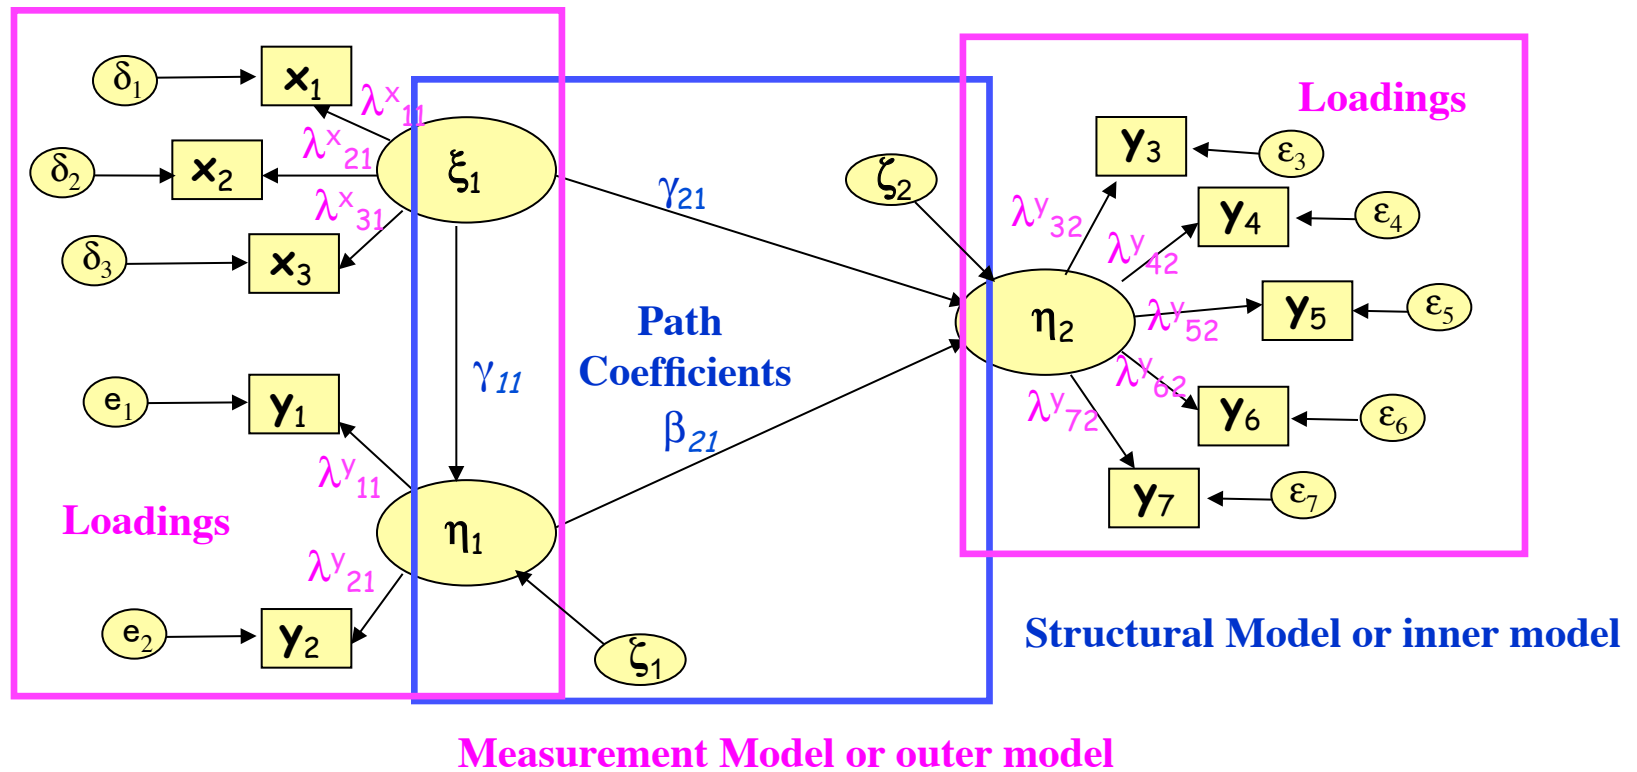 δ₁
x₁
λˣ₁₁
Loadings
λˣ₂₁
ξ₁
y₃
ε₃
δ₂
x₂
ζ₂
γ₂₁
λˣ₃₁
λʸ₃₂
y₄
ε₄
δ₃
x₃
λʸ₄₂
Path
Coefficients
η₂
λʸ₅₂
y₅
ε₅
γ₁₁
λʸ₆₂
e₁
y₁
β₂₁
λʸ₇₂
y₆
ε₆
λʸ₁₁
Loadings
η₁
y₇
ε₇
λʸ₂₁
e₂
y₂
ζ₁
Structural Model or inner model
Measurement Model or outer model